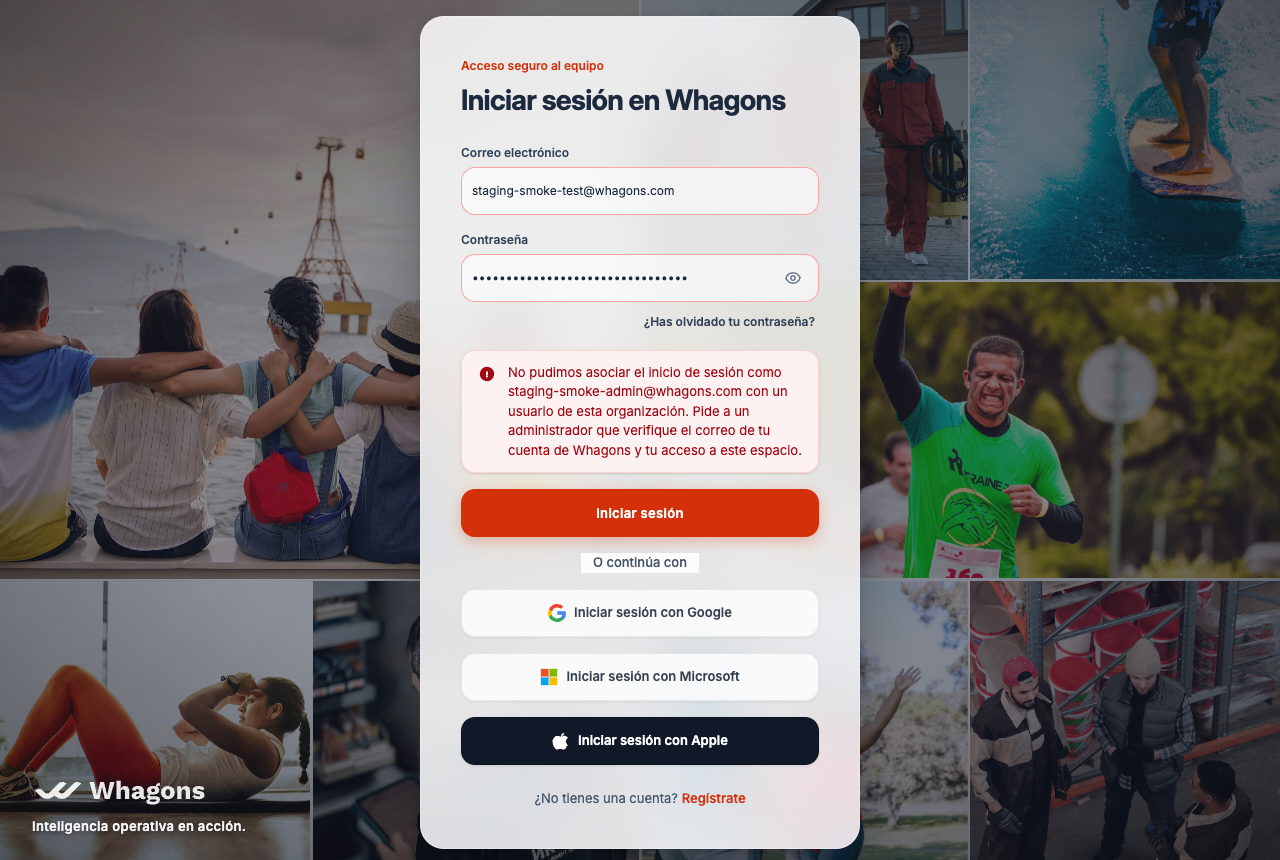 Acceso seguro al equipo
Iniciar sesión en Whagons
Correo electrónico
staging-smoke-test@whagons.com
Contraseña
••••••••••••••••••••••••••••••••
¿Has olvidado tu contraseña?
No pudimos asociar el inicio de sesión como
staging-smoke-admin@whagons.com con un
usuario de esta organización. Pide a un
administrador que verifique el correo de tu
cuenta de Whagons y tu acceso a este espacio.
Iniciar sesión
O continúa con
Iniciar sesión con Google
Iniciar sesión con Microsoft
Iniciar sesión con Apple
¿No tienes una cuenta? Regístrate
Whagons
Inteligencia operativa en acción.